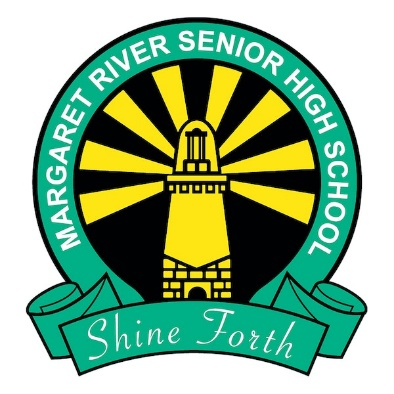 MARGARET RIVER SENIOR HIGH SCHOOL
Shine Forth